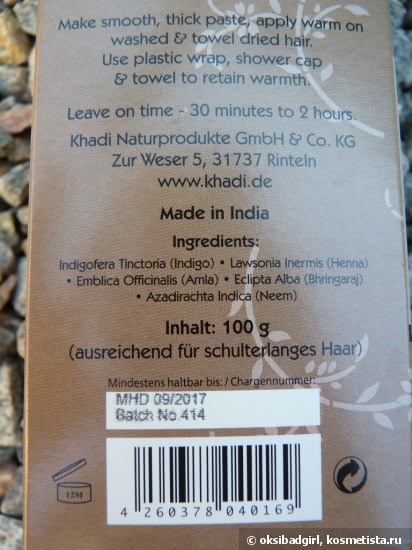 Make smooth, thick paste, apply warm on
washed & towel dried hair.
Use plastic wrap, shower cap
& towel to retain warmth.
Leave on time - 30 minutes to 2 hours.
Khadi Naturprodukte GmbH & Co. KG
Zur Weser 5, 31737 Rinteln
www.khadi.de
Made in India
Ingredients:
Indigofera Tinctoria (Indigo) • Lawsonia Inermis (Henna)
• Emblica Officinalis (Amla) • Eclipta Alba (Bhringaraj)
• Azadirachta Indica (Neem)
Inhalt: 100 g
(ausreichend für schulterlanges Haar)
Mindestens haltbar bis: / Chargennummer:
MHD 09/2017
Batch No.414
12M
4 260378 040169
oksibadgirl, kosmetista.ru